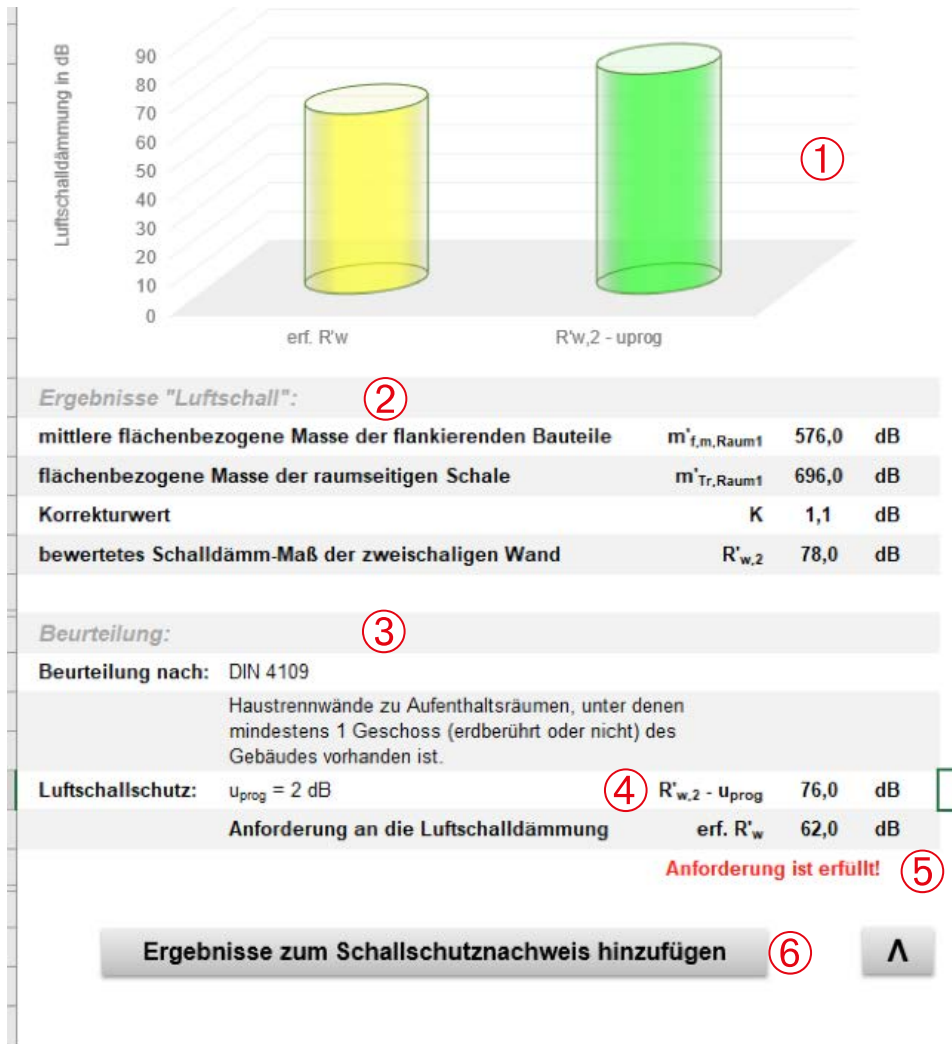 Luftschalldämmung in dB
90
80
70
60
50
40
30
20
10
0
①
erf. R'w R'w,2 - uprog
Ergebnisse "Luftschall": ②
mittlere flächenbezogene Masse der flankierenden Bauteile m'f,m,Raum1 576,0 dB
flächenbezogene Masse der raumseitigen Schale m'Tr,Raum1 696,0 dB
Korrekturwert K 1,1 dB
bewertetes Schalldämm-Maß der zweischaligen Wand R'w,2 78,0 dB
Beurteilung: ③
Beurteilung nach: DIN 4109
Haustrennwände zu Aufenthaltsräumen, unter denen
mindestens 1 Geschoss (erdberührt oder nicht) des
Gebäudes vorhanden ist.
Luftschallschutz: uprog = 2 dB ④ R'w,2 - uprog 76,0 dB
Anforderung an die Luftschalldämmung erf. R'w 62,0 dB
Anforderung ist erfüllt! ⑤
Ergebnisse zum Schallschutznachweis hinzufügen ⑥ Λ